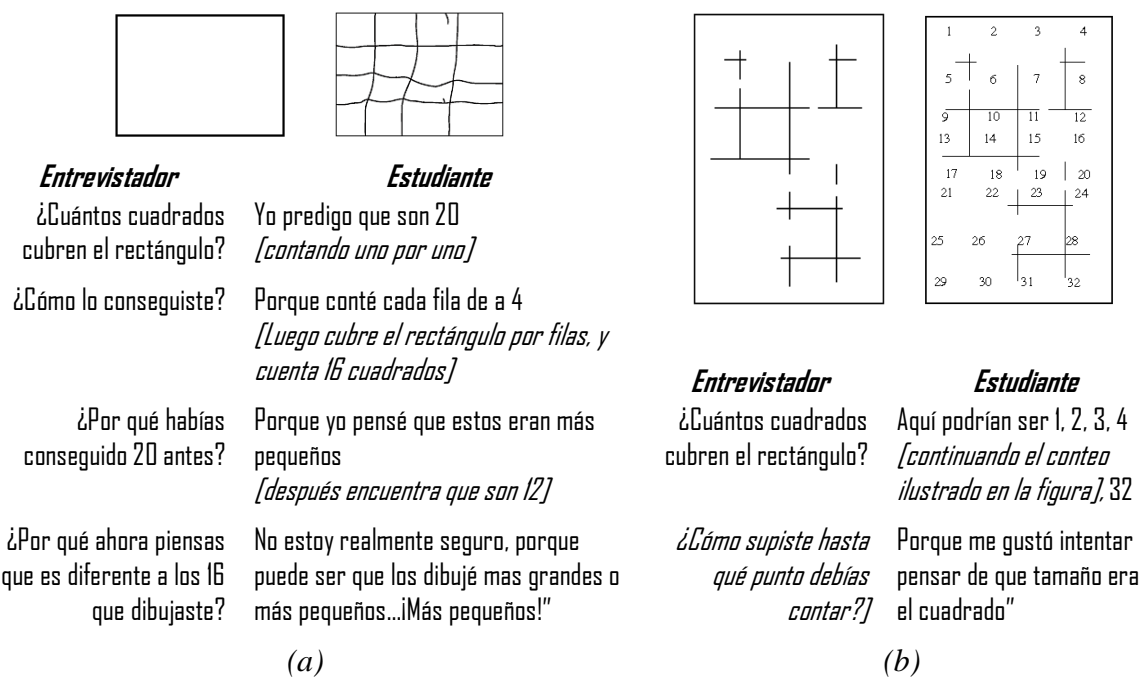 1 2 3 4
5 6 7 8
9 10 11 12
13 14 15 16
17 18 19 20
21 22 23 24
25 26 27 28
29 30 31 32
Entrevistador Estudiante
¿Cuántos cuadrados Yo predigo que son 20
cubren el rectángulo? [contando uno por uno]
¿Cómo lo conseguiste? Porque conté cada fila de a 4
[Luego cubre el rectángulo por filas, y
cuenta 16 cuadrados]
¿Por qué habías Porque yo pensé que estos eran más
conseguido 20 antes? pequeños
[después encuentra que son 12]
¿Por qué ahora piensas No estoy realmente seguro, porque
que es diferente a los 16 puede ser que los dibujé mas grandes o
que dibujaste? más pequeños...¡Más pequeños!”
(a)
Entrevistador Estudiante
¿Cuántos cuadrados Aquí podrían ser 1, 2, 3, 4
cubren el rectángulo? [continuando el conteo
ilustrado en la figura], 32
¿Cómo supiste hasta Porque me gustó intentar
qué punto debías pensar de que tamaño era
contar?] el cuadrado”
(b)